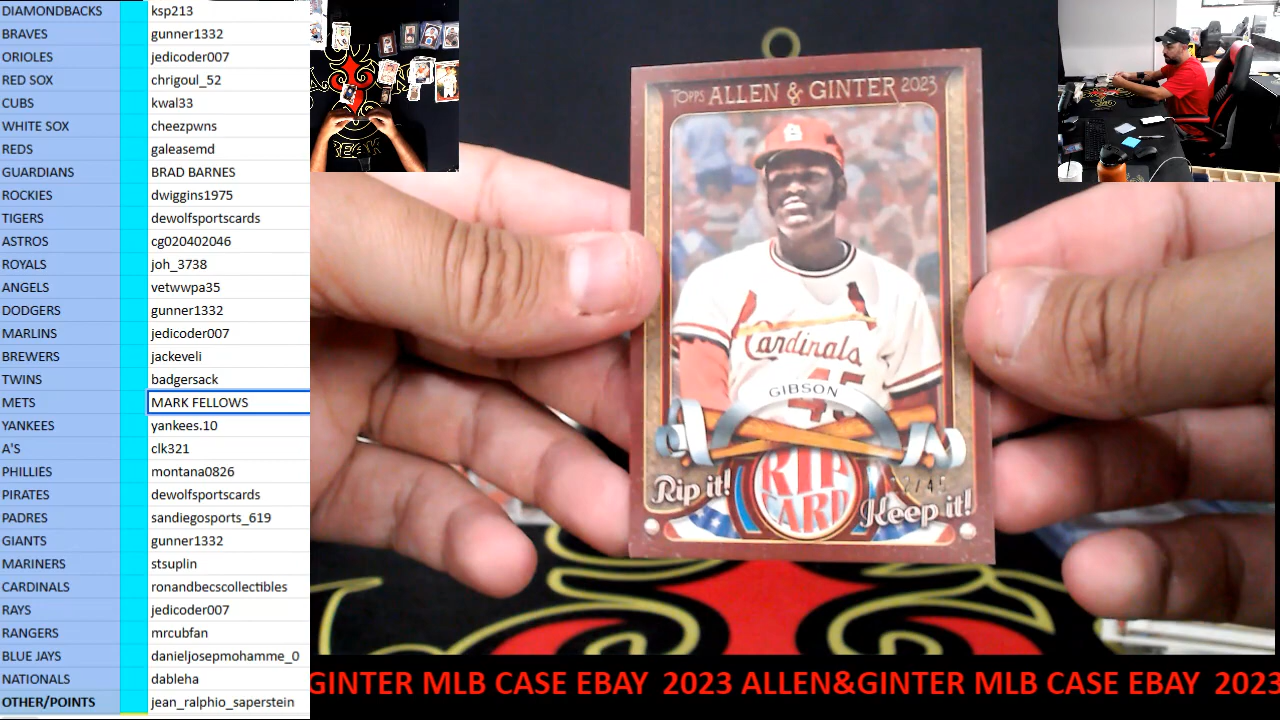 DIAMONDBACKS ksp213
BRAVES gunner1332
ORIOLES jedicoder007
RED SOX chrigoul_52
CUBS kwal33
WHITE SOX cheezpwns
REDS galeasemd
GUARDIANS BRAD BARNES
ROCKIES dwiggins1975
TIGERS dewolfsportscards
ASTROS cg020402046
ROYALS joh_3738
ANGELS vetwwpa35
DODGERS gunner1332
MARLINS jedicoder007
BREWERS jackeveli
TWINS badgersack
METS MARK FELLOWS
YANKEES yankees.10
A'S clk321
PHILLIES montana0826
PIRATES dewolfsportscards
PADRES sandiegosports_619
GIANTS gunner1332
MARINERS stsuplin
CARDINALS ronandbecscollectibles
RAYS jedicoder007
RANGERS mrcubfan
BLUE JAYS danieljosepmohamme_0
NATIONALS dableha
OTHER/POINTS jean_ralphio_saperstein
TOPPS ALLEN & GINTER 2023
Cardinals
45
GIBSON
Rip it!
RIP
CARD
Keep it!
GINTER MLB CASE EBAY 2023 ALLEN&GINTER MLB CASE EBAY 2023